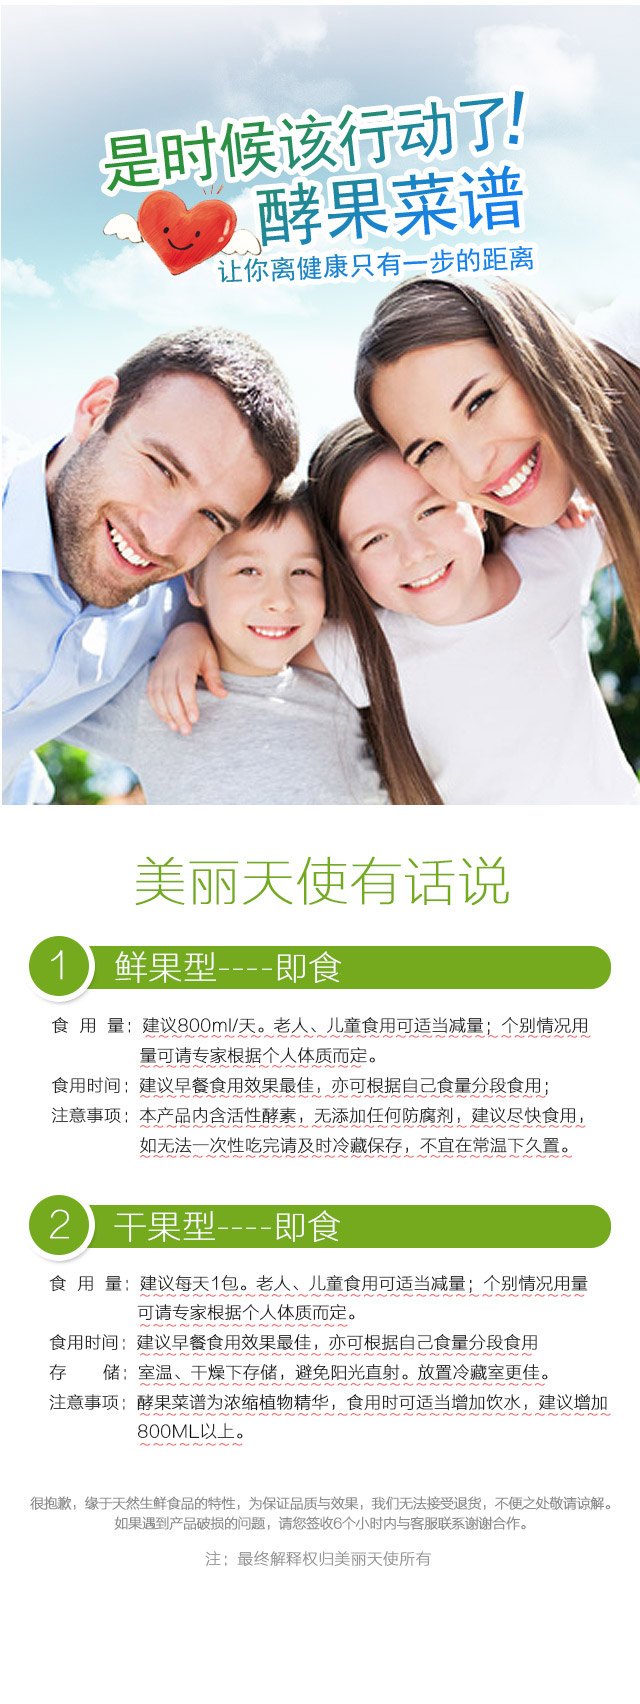 是时候该行动了!
酵果菜谱
让你离健康只有一步的距离
美丽天使有话说
1 鲜果型----即食
食 用 量：建议800ml/天。老人、儿童食用可适当减量；个别情况用
量可请专家根据个人体质而定。
食用时间：建议早餐食用效果最佳，亦可根据自己食量分段食用；
注意事项：本产品内含活性酵素，无添加任何防腐剂，建议尽快食用，
如无法一次性吃完请及时冷藏保存，不宜在常温下久置。
2 干果型----即食
食 用 量：建议每天1包。老人、儿童食用可适当减量；个别情况用量
可请专家根据个人体质而定。
食用时间：建议早餐食用效果最佳，亦可根据自己食量分段食用
存 储：室温、干燥下存储，避免阳光直射。放置冷藏室更佳。
注意事项：酵果菜谱为浓缩植物精华，食用时可适当增加饮水，建议增加
800ML以上。
很抱歉，缘于天然生鲜食品的特性，为保证品质与效果，我们无法接受退货，不便之处敬请谅解。
如果遇到产品破损的问题，请您签收6个小时内与客服联系谢谢合作。
注：最终解释权归美丽天使所有